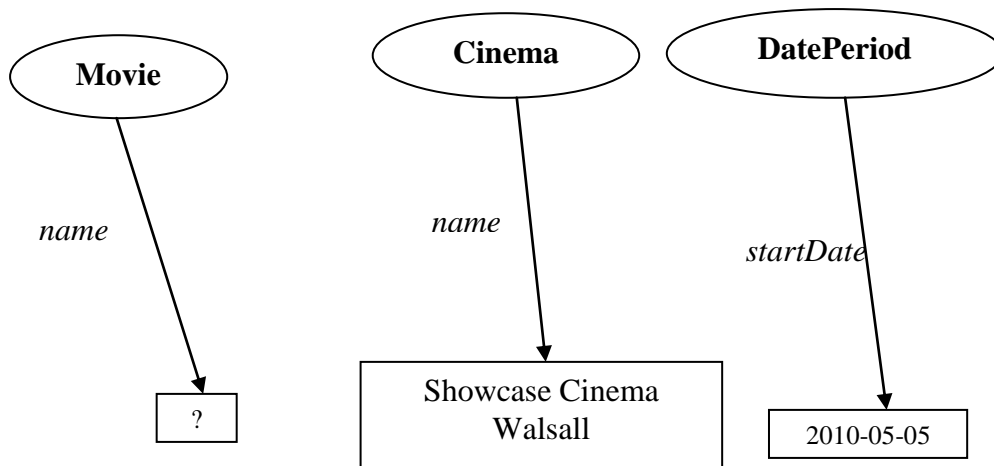 Movie
Cinema
DatePeriod
name
name
startDate
?
Showcase Cinema
Walsall
2010-05-05